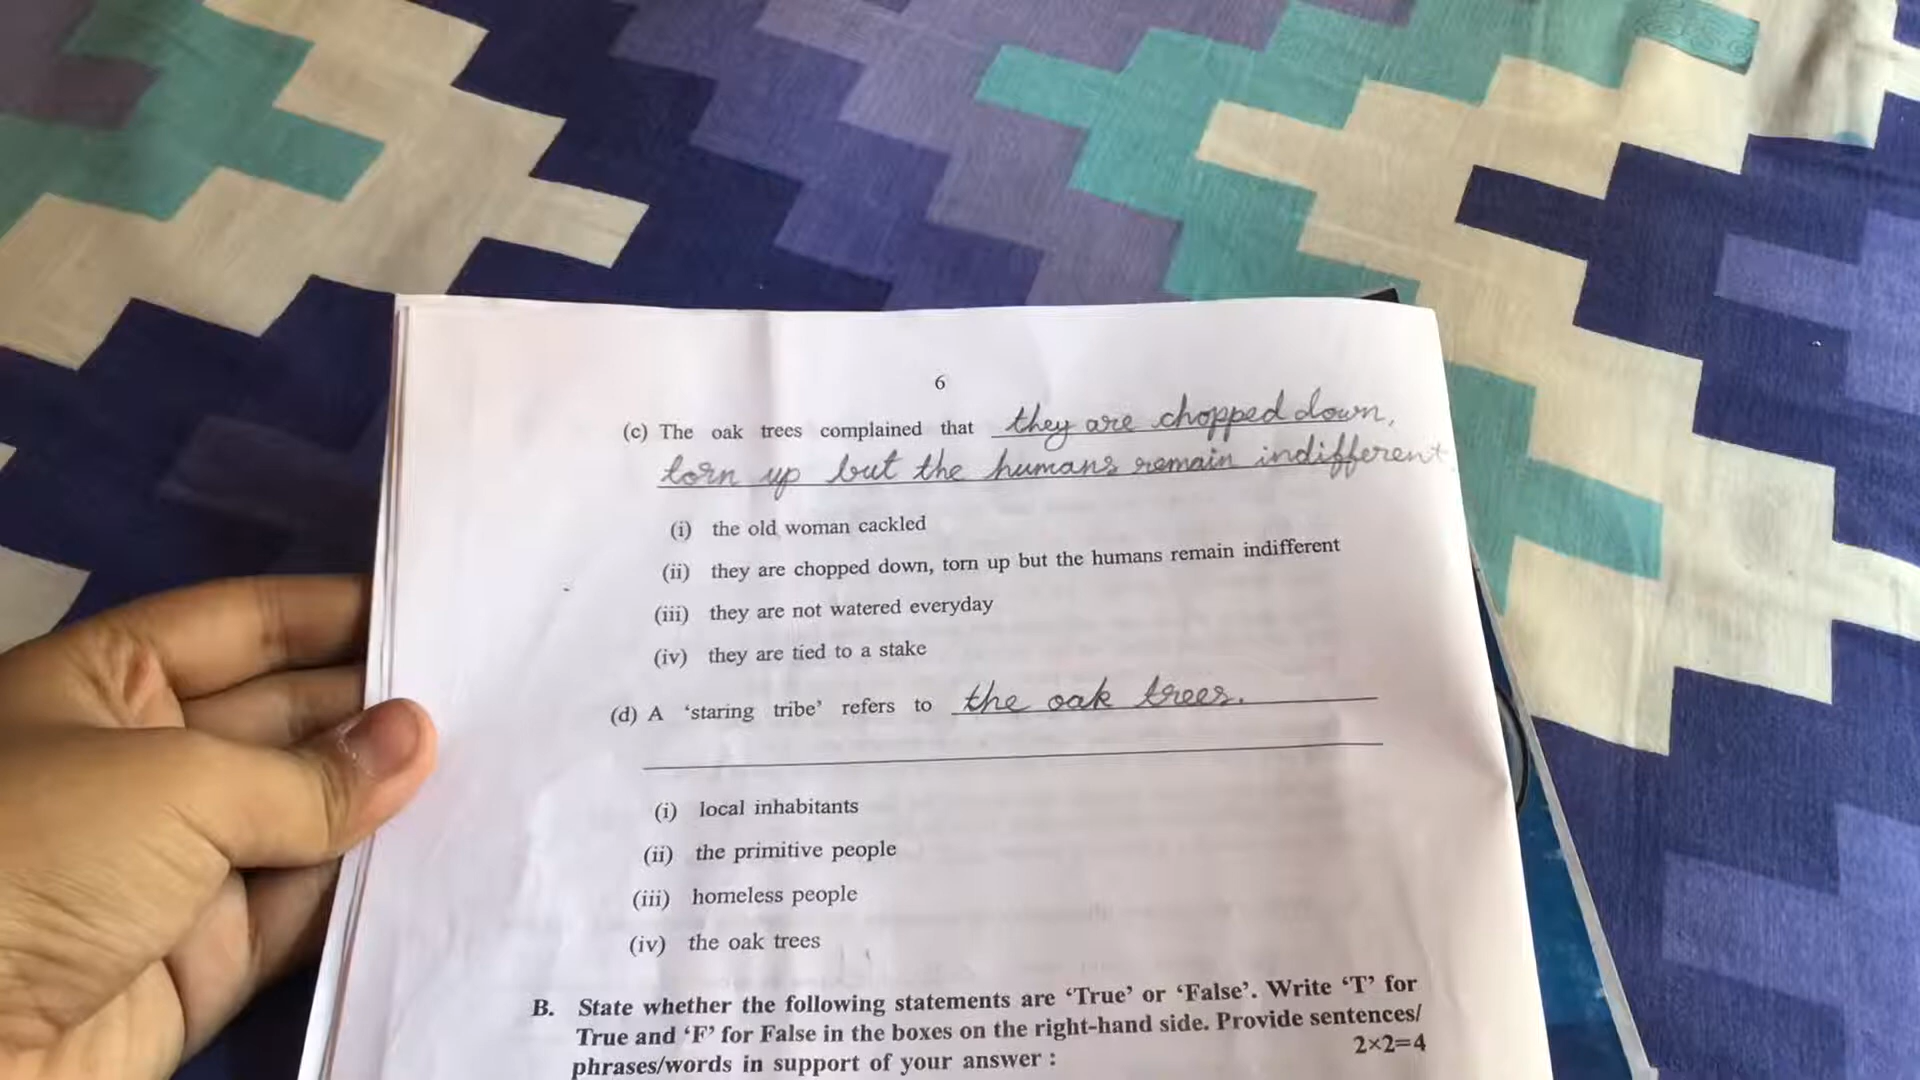 6
(c) The oak trees complained that they are chopped down,
torn up but the humans remain indifferent
(i) the old woman cackled
(ii) they are chopped down, torn up but the humans remain indifferent
(iii) they are not watered everyday
(iv) they are tied to a stake
(d) A ‘staring tribe’ refers to the oak trees.
(i) local inhabitants
(ii) the primitive people
(iii) homeless people
(iv) the oak trees
B. State whether the following statements are ‘True’ or ‘False’. Write ‘T’ for
True and ‘F’ for False in the boxes on the right-hand side. Provide sentences/
phrases/words in support of your answer : 2×2=4